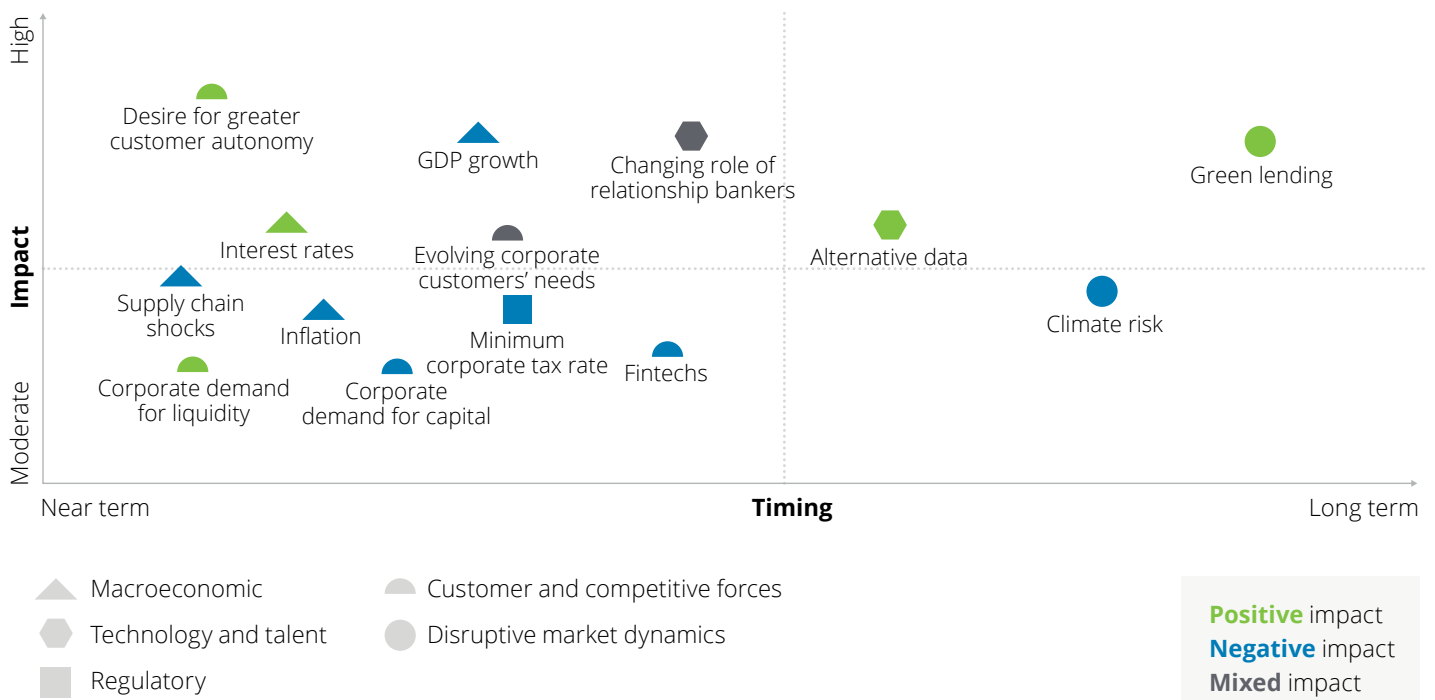 High
Desire for greater
customer autonomy
GDP growth
Changing role of
relationship bankers
Green lending
Interest rates
Evolving corporate
customers’ needs
Alternative data
Impact
Supply chain
shocks
Inflation
Minimum
corporate tax rate
Fintechs
Climate risk
Corporate demand
for liquidity
Corporate
demand for capital
Moderate
Near term
Timing
Long term
Macroeconomic
Technology and talent
Regulatory
Customer and competitive forces
Disruptive market dynamics
Positive impact
Negative impact
Mixed impact